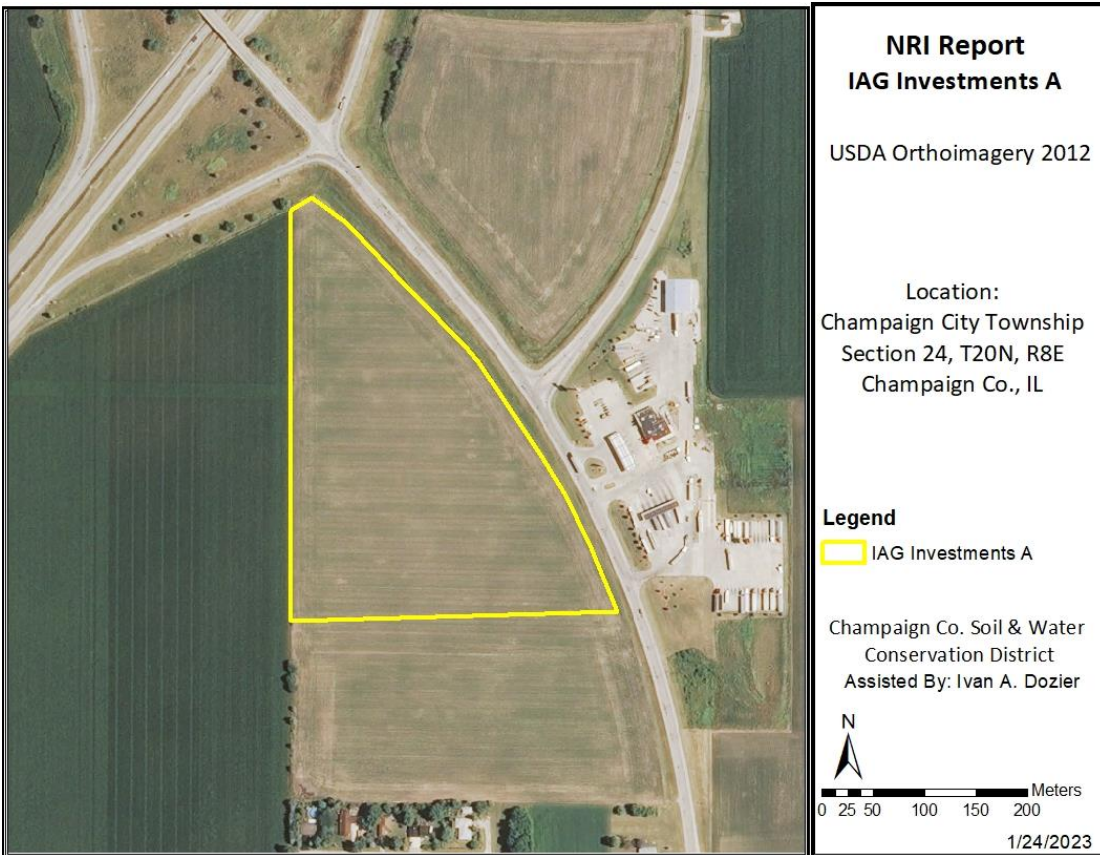 NRI Report
IAG Investments A
USDA Orthoimagery 2012
Location:
Champaign City Township
Section 24, T20N, R8E
Champaign Co., IL
Legend
IAG Investments A
Champaign Co. Soil & Water
Conservation District
Assisted By: Ivan A. Dozier
N
Meters
0 25 50 100 150 200
1/24/2023